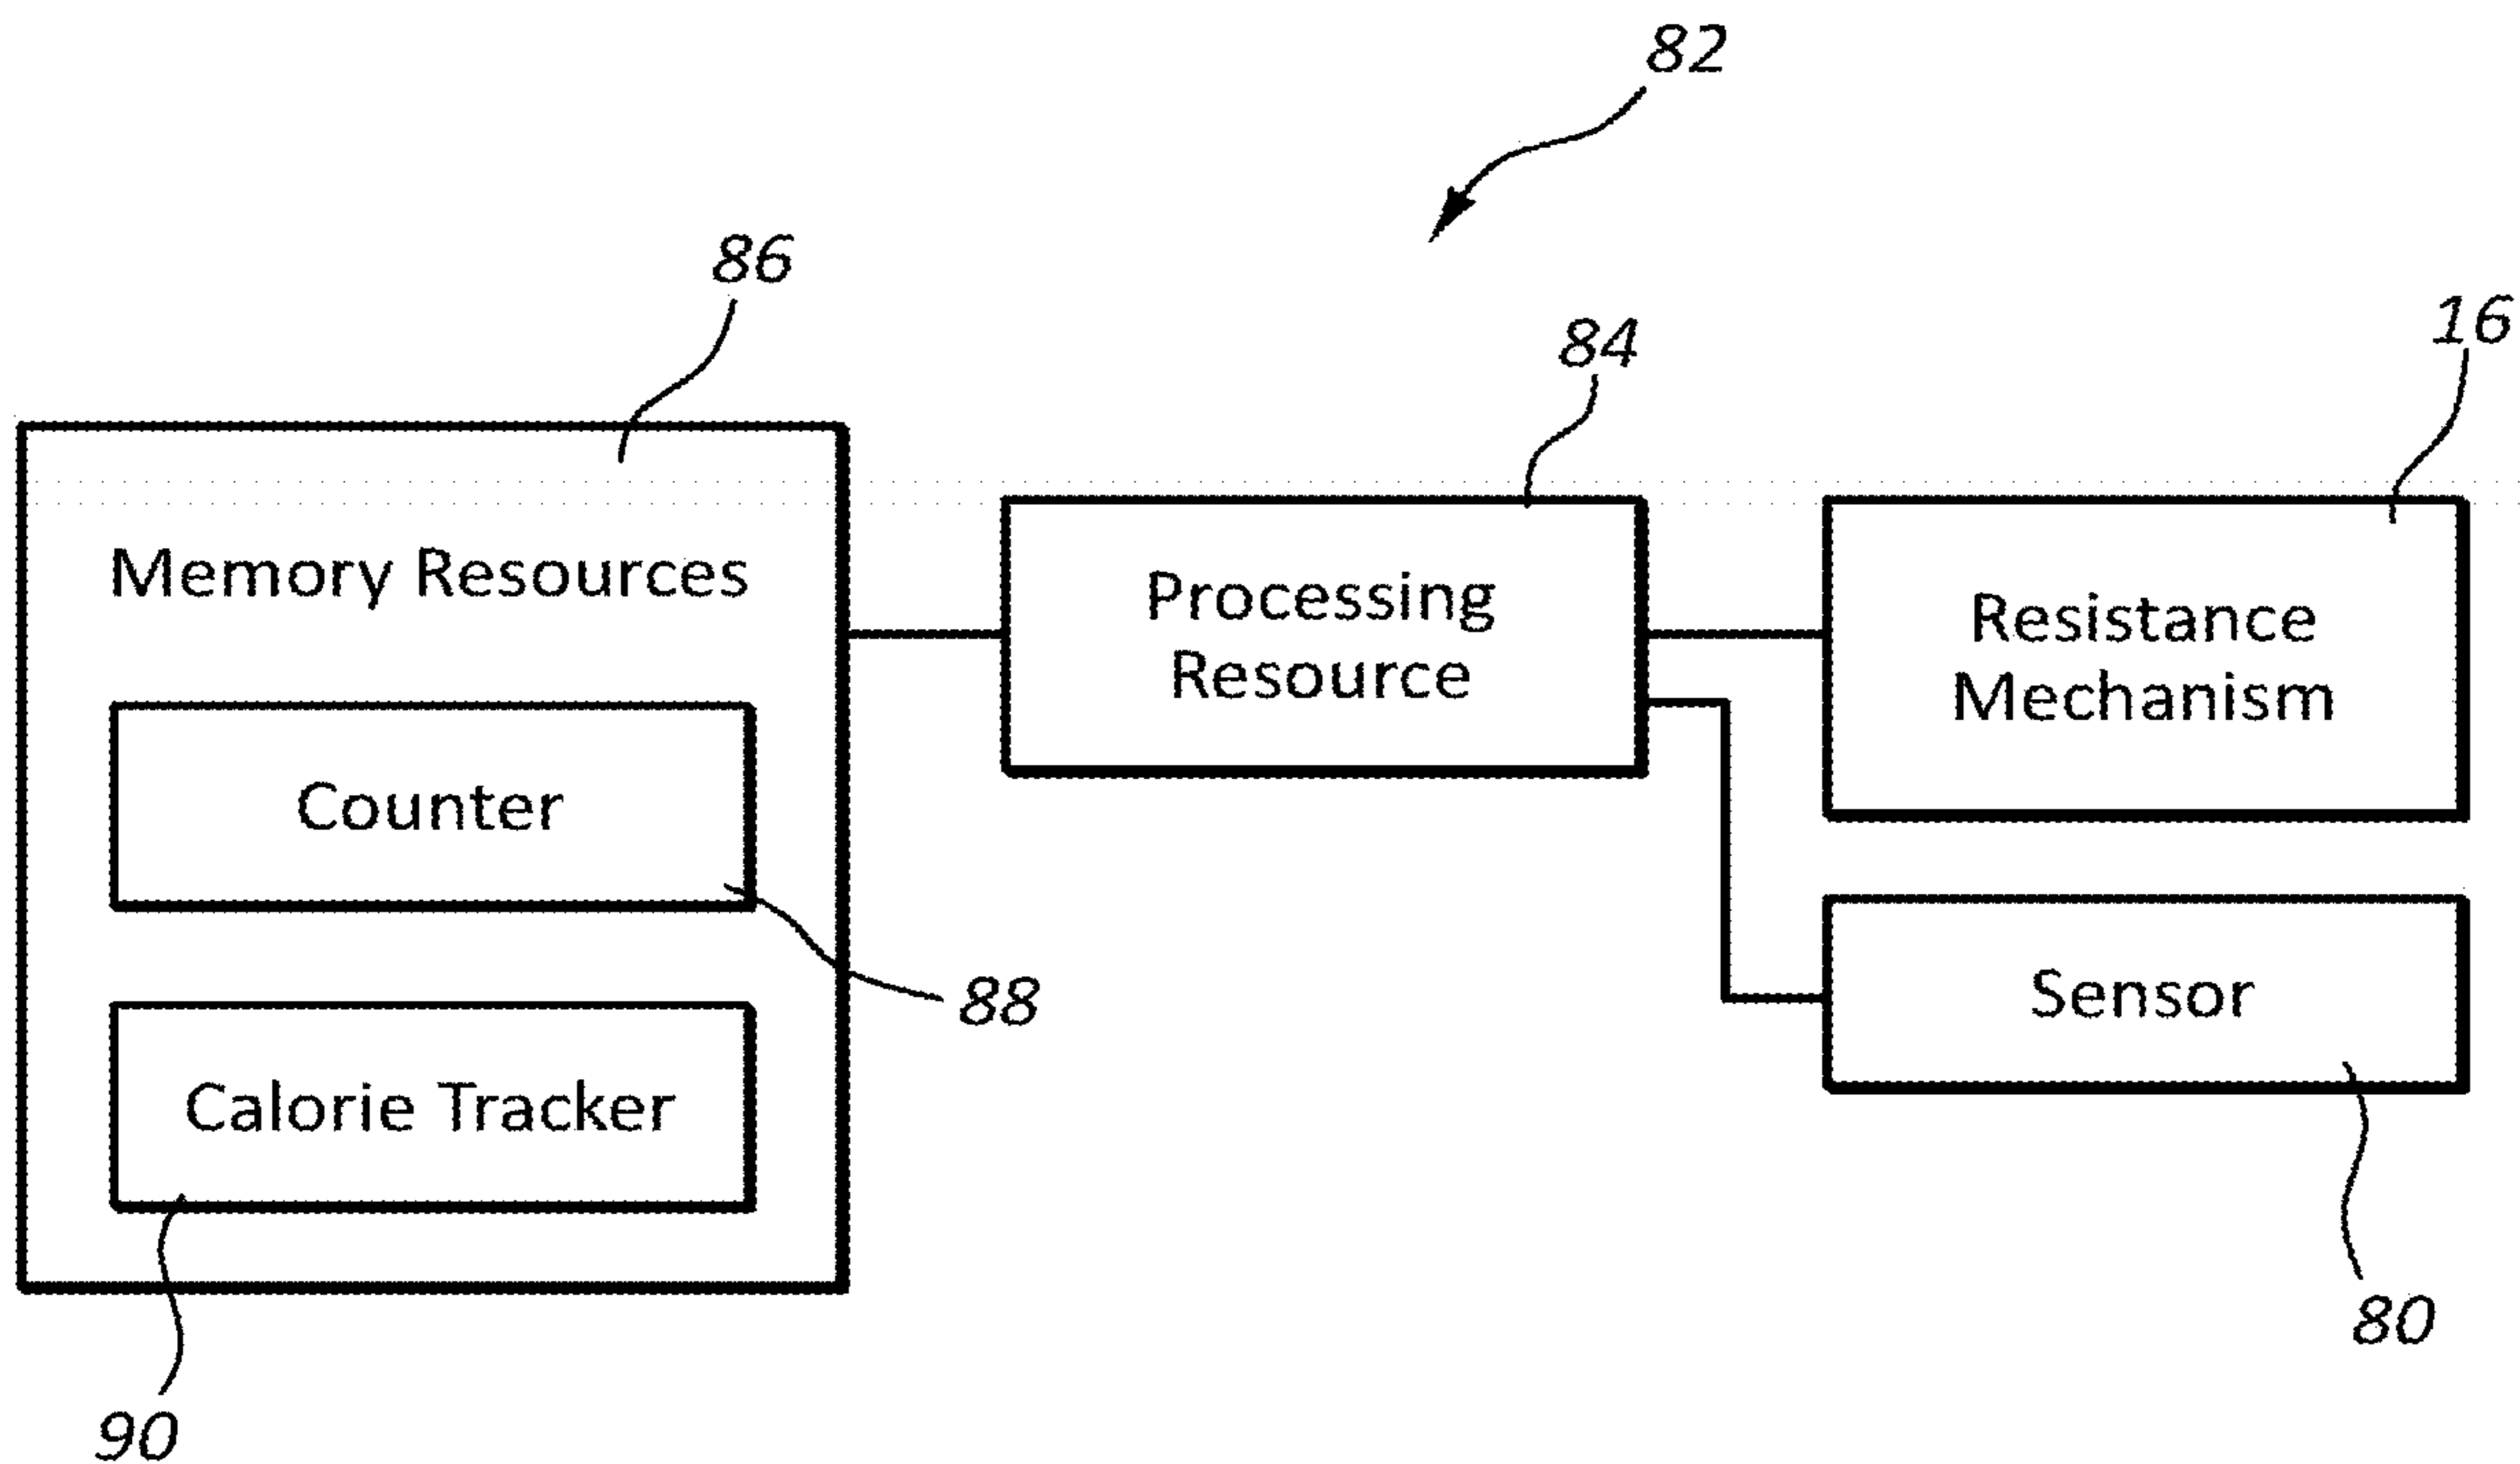 82
86
84
16
Memory Resources
Processing
Resource
Resistance
Mechanism
Counter
Sensor
88
Calorie Tracker
80
90